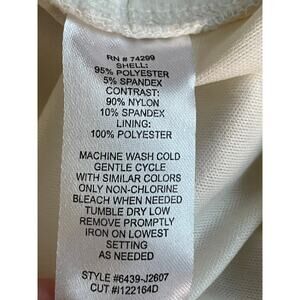 RN # 74299
SHELL:
95% POLYESTER
5% SPANDEX
CONTRAST:
90% NYLON
10% SPANDEX
LINING:
100% POLYESTER
MACHINE WASH COLD
GENTLE CYCLE
WITH SIMILAR COLORS
ONLY NON-CHLORINE
BLEACH WHEN NEEDED
TUMBLE DRY LOW
REMOVE PROMPTLY
IRON ON LOWEST
SETTING
AS NEEDED
STYLE #6439-J2607
CUT #I122164D